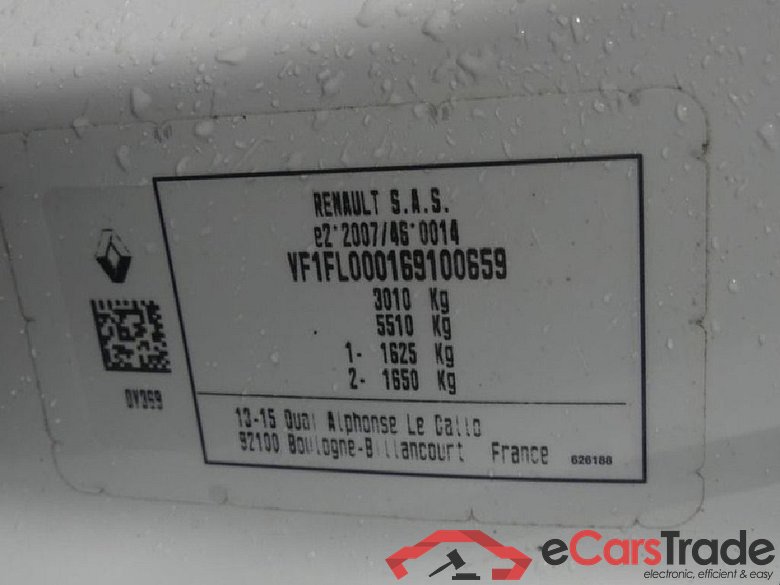 RENAULT S.A.S.
e2*2007/46*0014
VF1FL000169100659
3010 Kg
5510 Kg
1- 1625 Kg
2- 1650 Kg
DV359
13-15 Quai Alphonse Le Gallo
92100 Boulogne-Billancourt France
626188
eCarsTrade
electronic, efficient & easy